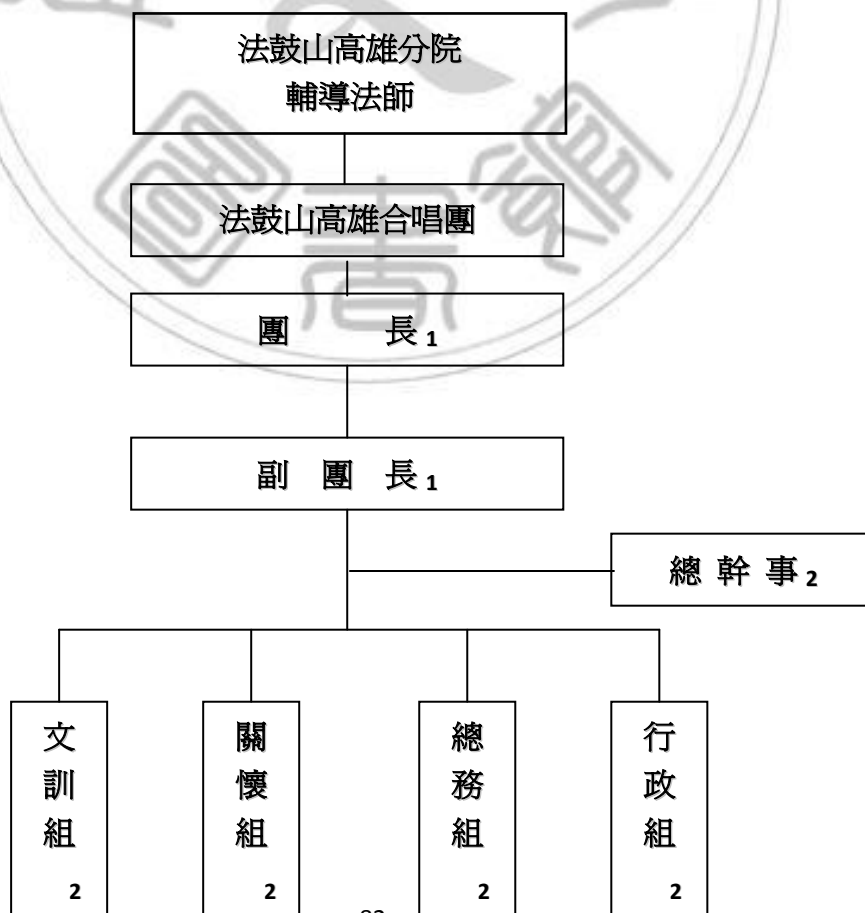 法鼓山高雄分院
輔導法師
法鼓山高雄合唱團
團 長 1
副 團 長 1
總 幹 事 2
文訓組 2
關懷組 2
總務組 2
行政組 2